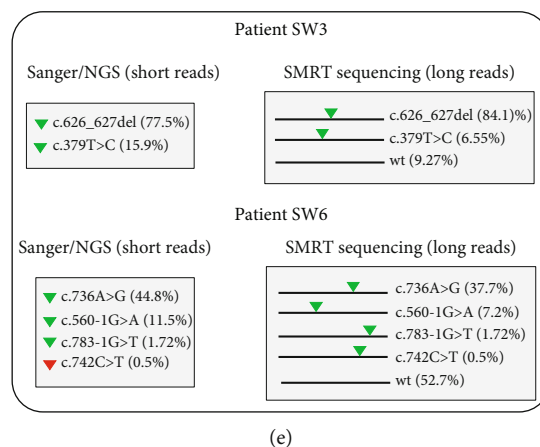 Patient SW3
Sanger/NGS (short reads)
c.626_627del (77.5%)
c.379T>C (15.9%)
SMRT sequencing (long reads)
c.626_627del (84.1)%
c.379T>C (6.55%)
wt (9.27%)
Patient SW6
Sanger/NGS (short reads)
c.736A>G (44.8%)
c.560-1G>A (11.5%)
c.783-1G>T (1.72%)
c.742C>T (0.5%)
SMRT sequencing (long reads)
c.736A>G (37.7%)
c.560-1G>A (7.2%)
c.783-1G>T (1.72%)
c.742C>T (0.5%)
wt (52.7%)
(e)